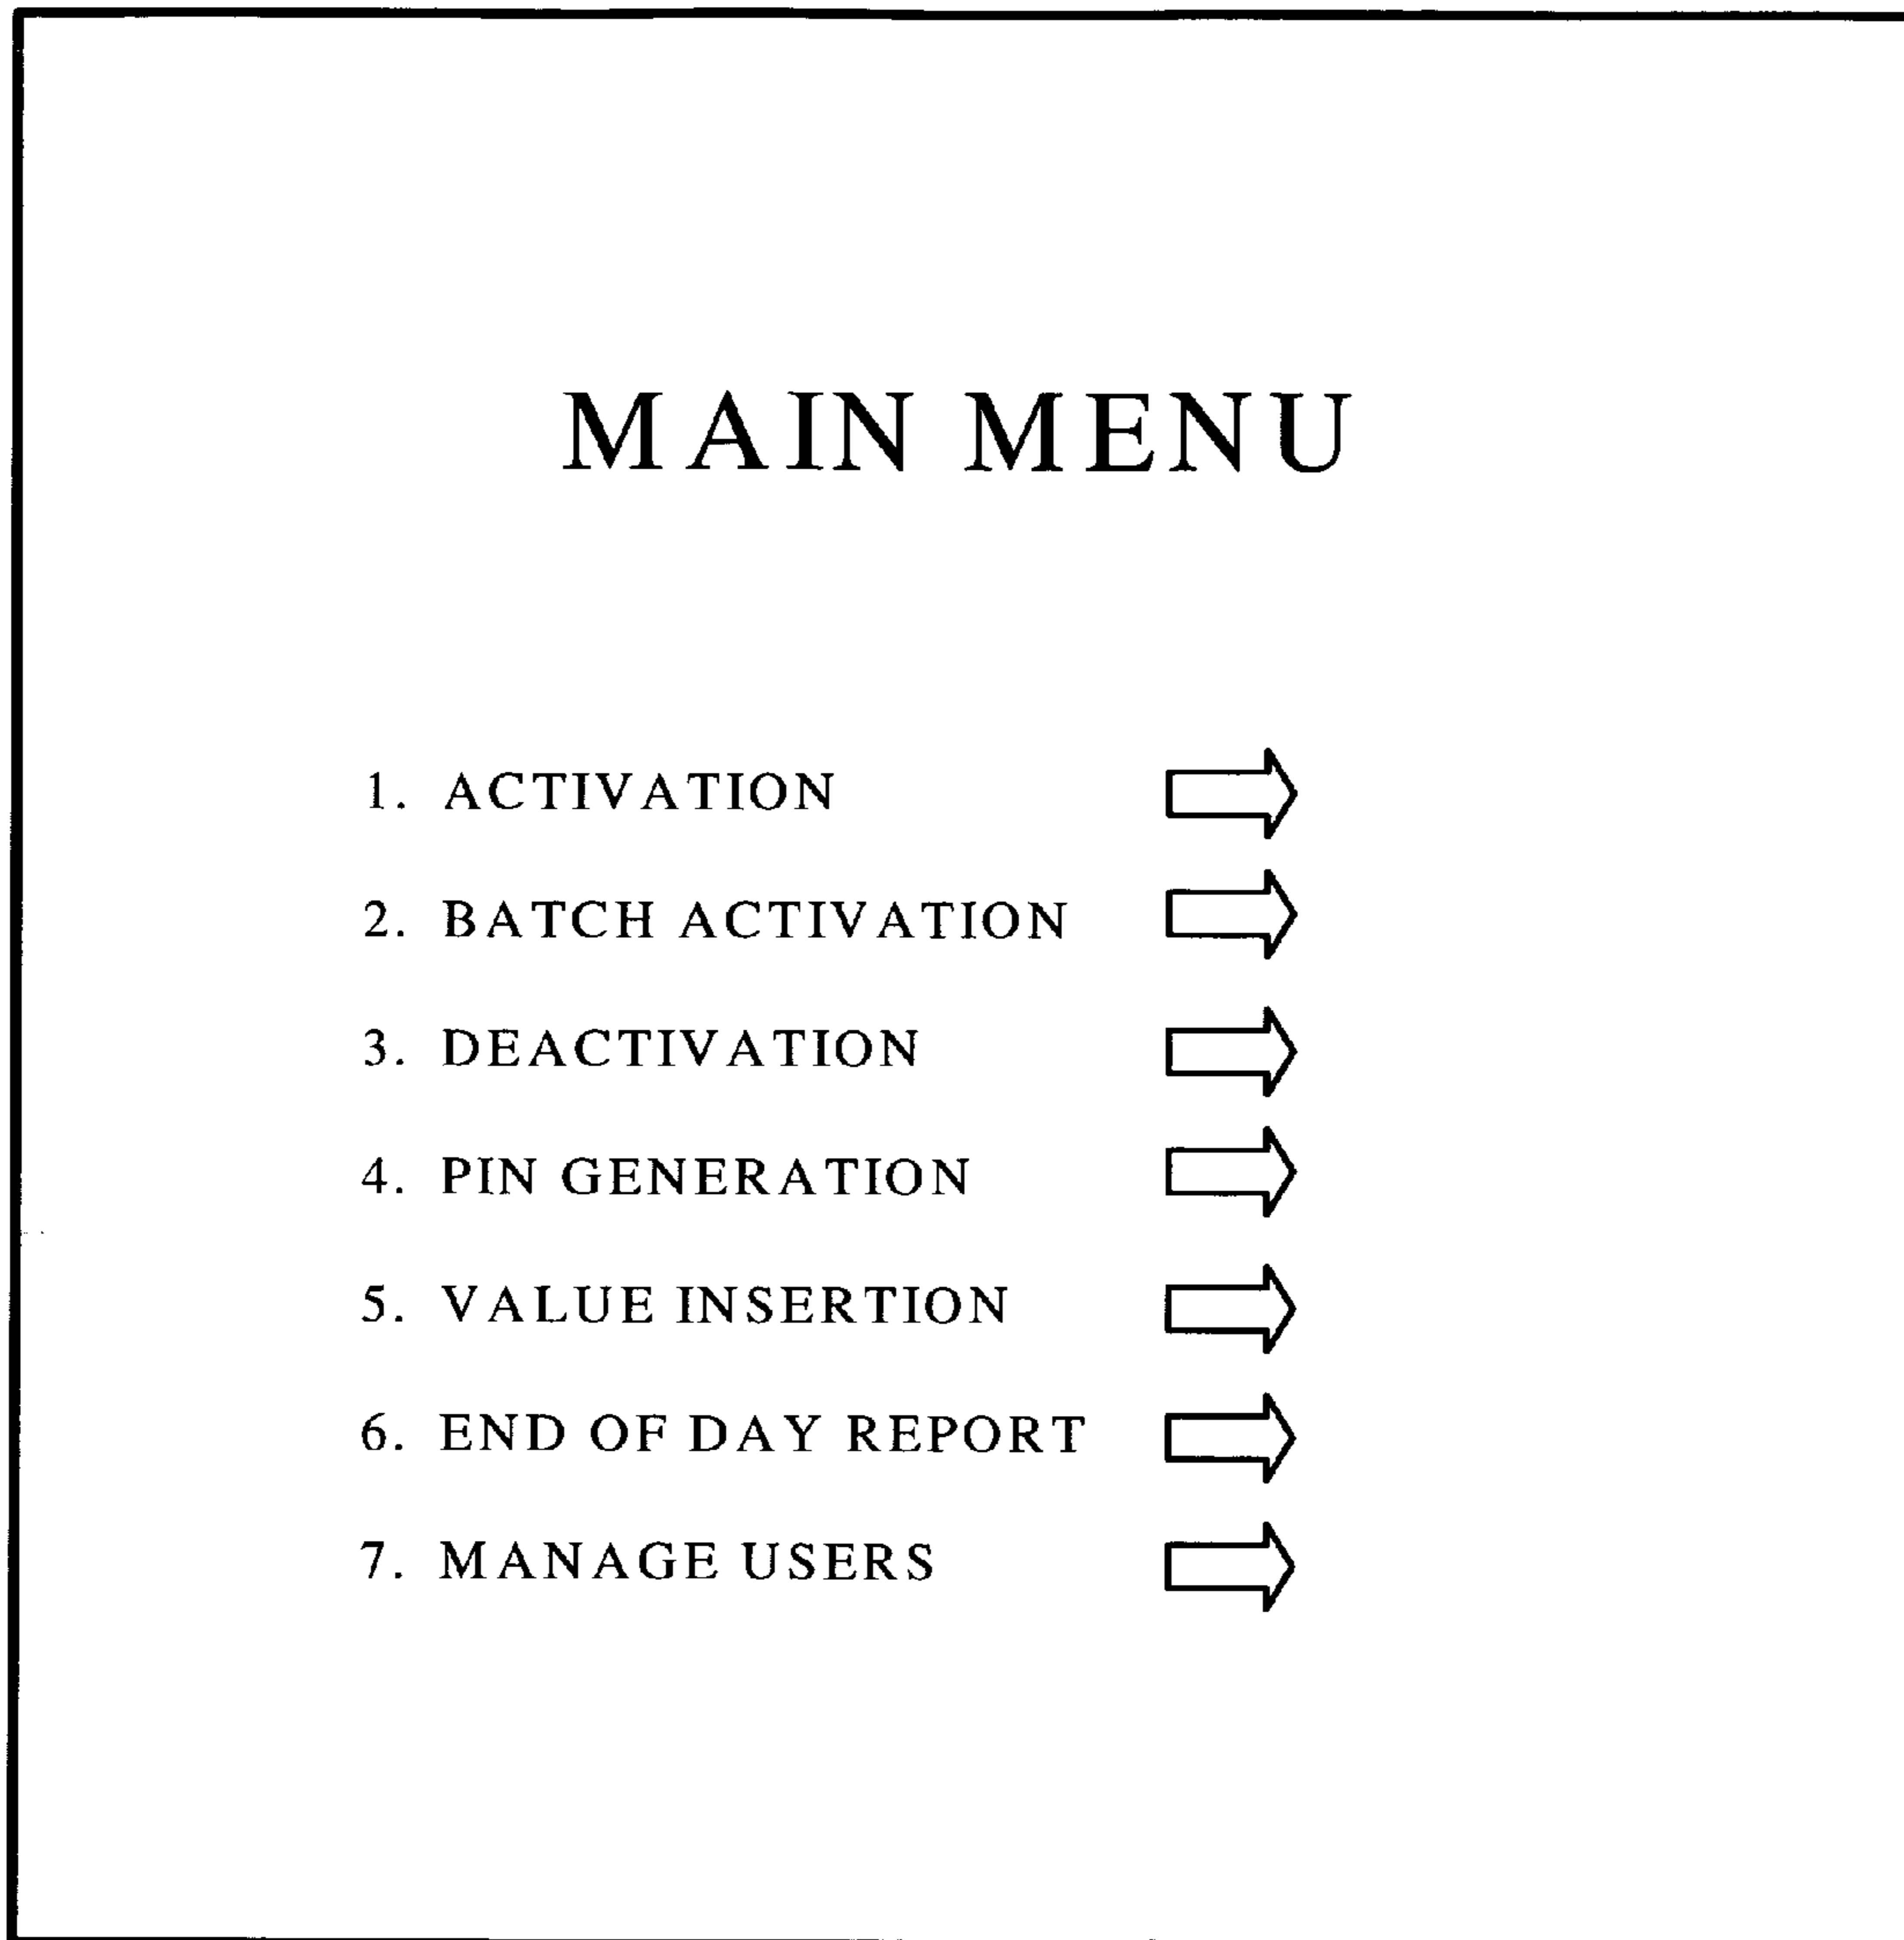 MAIN MENU
1. ACTIVATION
2. BATCH ACTIVATION
3. DEACTIVATION
4. PIN GENERATION
5. VALUE INSERTION
6. END OF DAY REPORT
7. MANAGE USERS